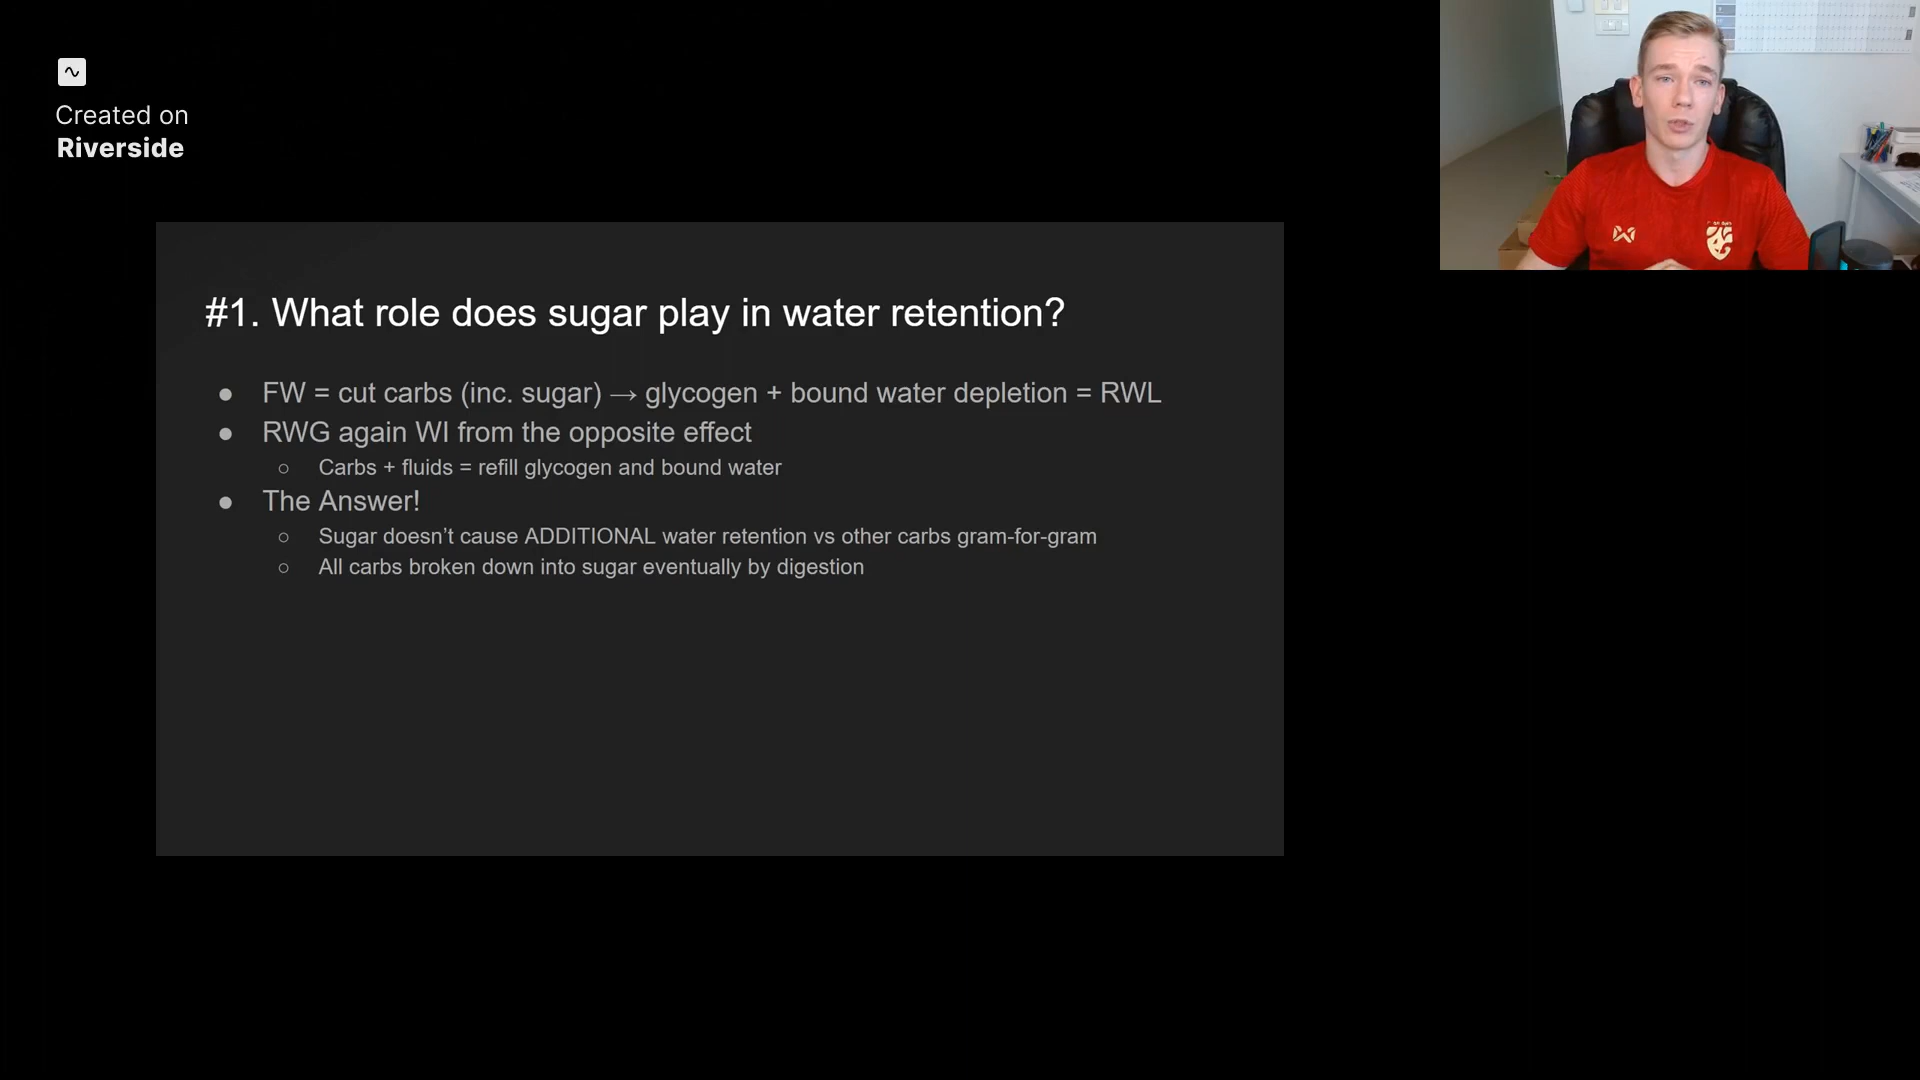 Created on
Riverside
#1. What role does sugar play in water retention?
● FW = cut carbs (inc. sugar) → glycogen + bound water depletion = RWL
● RWG again WI from the opposite effect
○ Carbs + fluids = refill glycogen and bound water
● The Answer!
○ Sugar doesn’t cause ADDITIONAL water retention vs other carbs gram-for-gram
○ All carbs broken down into sugar eventually by digestion